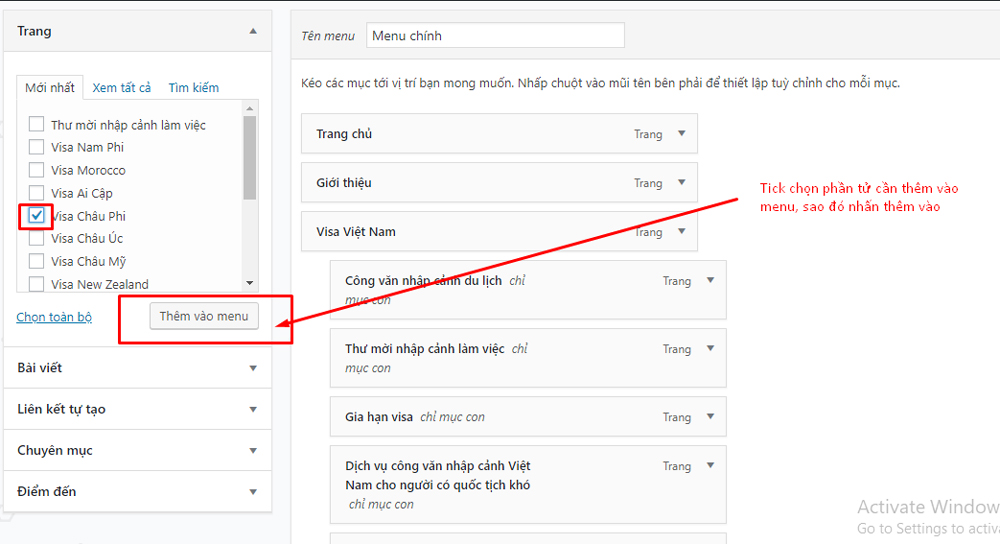 Trang
Mới nhất
Xem tất cả
Tìm kiếm
Thư mời nhập cảnh làm việc
Visa Nam Phi
Visa Morocco
Visa Ai Cập
Visa Châu Phi
Visa Châu Úc
Visa Châu Mỹ
Visa New Zealand
Chọn toàn bộ
Thêm vào menu
Bài viết
Liên kết tự tạo
Chuyên mục
Điểm đến
Tên menu
Menu chính
Kéo các mục tới vị trí bạn mong muốn. Nhấp chuột vào mũi tên bên phải để thiết lập tuỳ chỉnh cho mỗi mục.
Trang chủ Trang
Giới thiệu Trang
Visa Việt Nam Trang
Công văn nhập cảnh du lịch chỉ Trang
mục con
Thư mời nhập cảnh làm việc chỉ Trang
mục con
Gia hạn visa chỉ mục con Trang
Dịch vụ công văn nhập cảnh Việt Trang
Nam cho người có quốc tịch khó
chỉ mục con
Tick chọn phần tử cần thêm vào
menu, sao đó nhấn thêm vào
Activate Window
Go to Settings to activa